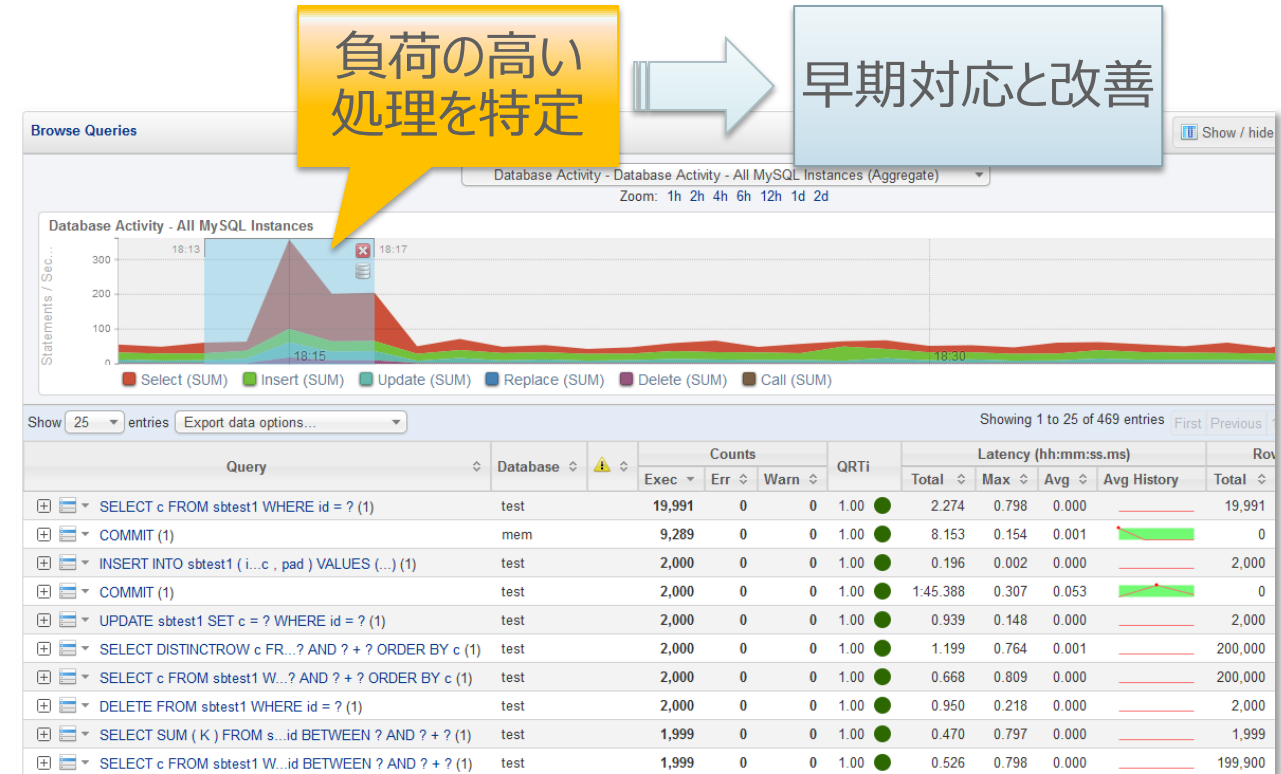 負荷の高い
処理を特定
早期対応と改善
Browse Queries
Show / hide
Database Activity - Database Activity - All MySQL Instances (Aggregate)
Zoom: 1h 2h 4h 6h 12h 1d 2d
Database Activity - All MySQL Instances
Statements / Sec...
18:13
18:17
300
200
100
0
18:15
18:30
Select (SUM) Insert (SUM) Update (SUM) Replace (SUM) Delete (SUM) Call (SUM)
Show 25 entries Export data options... Showing 1 to 25 of 469 entries First Previous
Query Database Counts QRTi Latency (hh:mm:ss.ms) Row
Exec Err Warn Total Max Avg Avg History Total
SELECT c FROM sbtest1 WHERE id = ? (1) test 19,991 0 0 1.00 2.274 0.798 0.000 19,991
COMMIT (1) mem 9,289 0 0 1.00 8.153 0.154 0.001 0
INSERT INTO sbtest1 ( i...c , pad ) VALUES (...) (1) test 2,000 0 0 1.00 0.196 0.002 0.000 2,000
COMMIT (1) test 2,000 0 0 1.00 1:45.388 0.307 0.053 0
UPDATE sbtest1 SET c = ? WHERE id = ? (1) test 2,000 0 0 1.00 0.939 0.148 0.000 2,000
SELECT DISTINCTROW c FR...? AND ? + ? ORDER BY c (1) test 2,000 0 0 1.00 1.199 0.764 0.001 200,000
SELECT c FROM sbtest1 W...? AND ? + ? ORDER BY c (1) test 2,000 0 0 1.00 0.668 0.809 0.000 200,000
DELETE FROM sbtest1 WHERE id = ? (1) test 2,000 0 0 1.00 0.950 0.218 0.000 2,000
SELECT SUM ( K ) FROM s...id BETWEEN ? AND ? + ? (1) test 1,999 0 0 1.00 0.470 0.797 0.000 1,999
SELECT c FROM sbtest1 W...id BETWEEN ? AND ? + ? (1) test 1,999 0 0 1.00 0.526 0.798 0.000 199,900